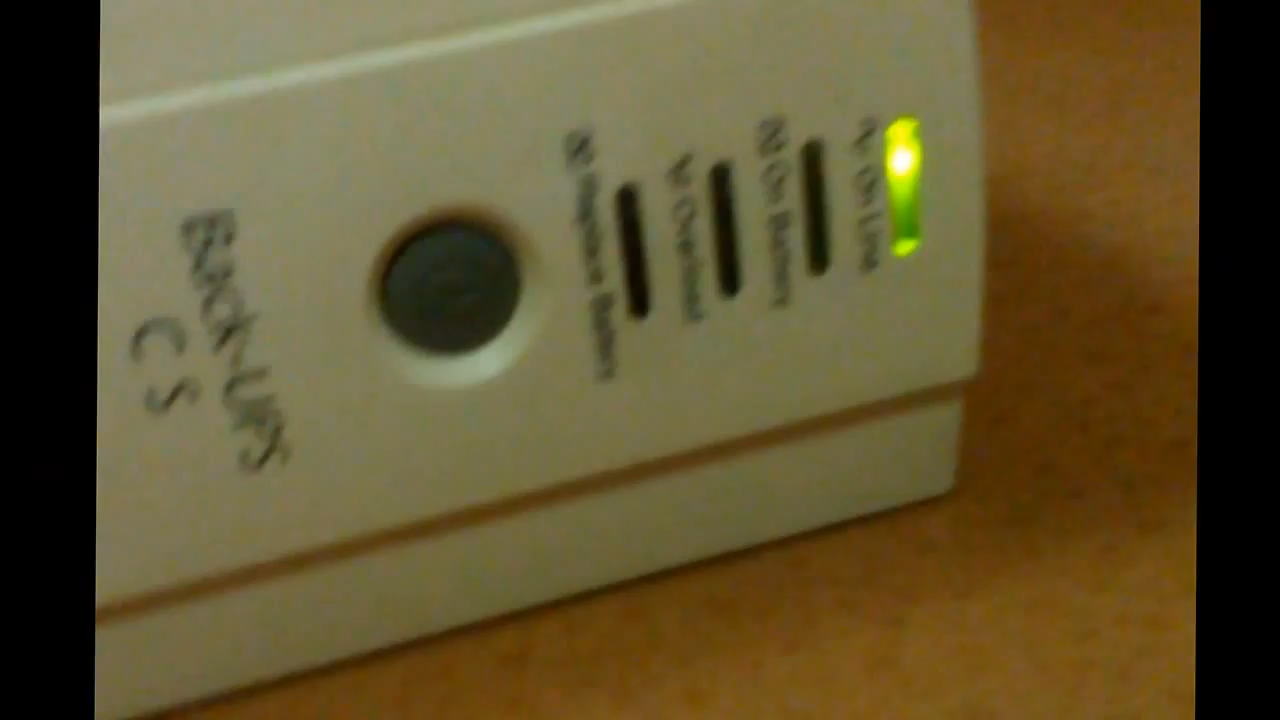 On Line
On Battery
Overload
Replace Battery
Back-UPS
CS